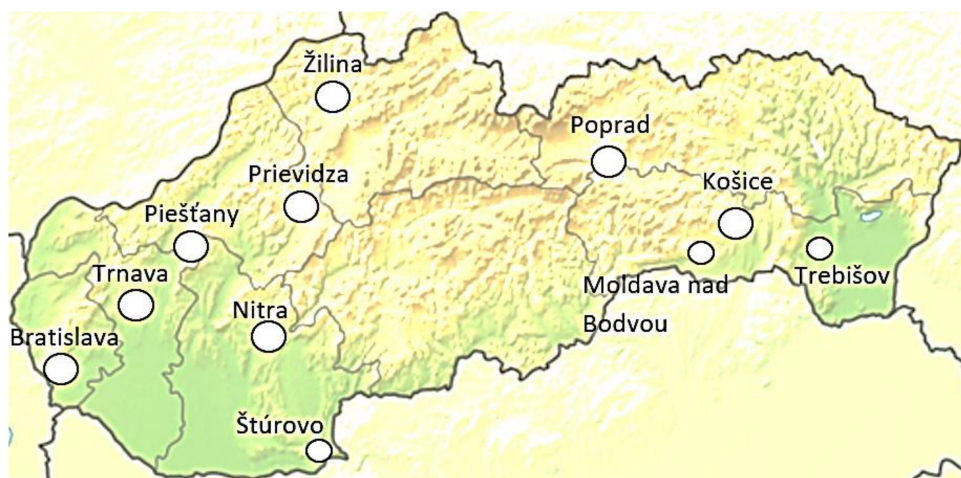 Žilina
Poprad
Prievidza
Košice
Piešťany
Trnava
Trebišov
Moldava nad
Bodvou
Nitra
Bratislava
Štúrovo